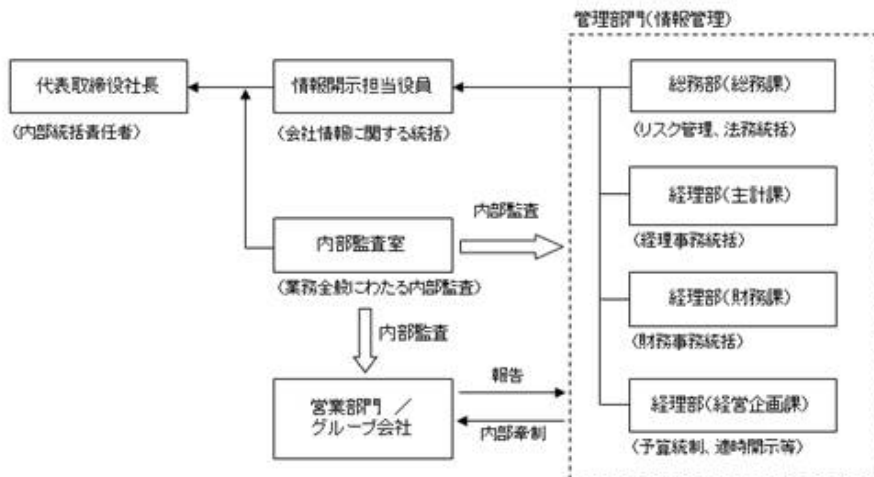 管理部門(情報管理)
代表取締役社長
(内部統括責任者)
情報開示担当役員
(会社情報に関する統括)
総務部(総務課)
(リスク管理、法務統括)
内部監査
経理部(主計課)
(経理事務統括)
内部監査室
(業務全般にわたる内部監査)
経理部(財務課)
(財務事務統括)
内部監査
営業部門 ／
グループ会社
報告
内部牽制
経理部(経営企画課)
(予算統制、適時開示等)